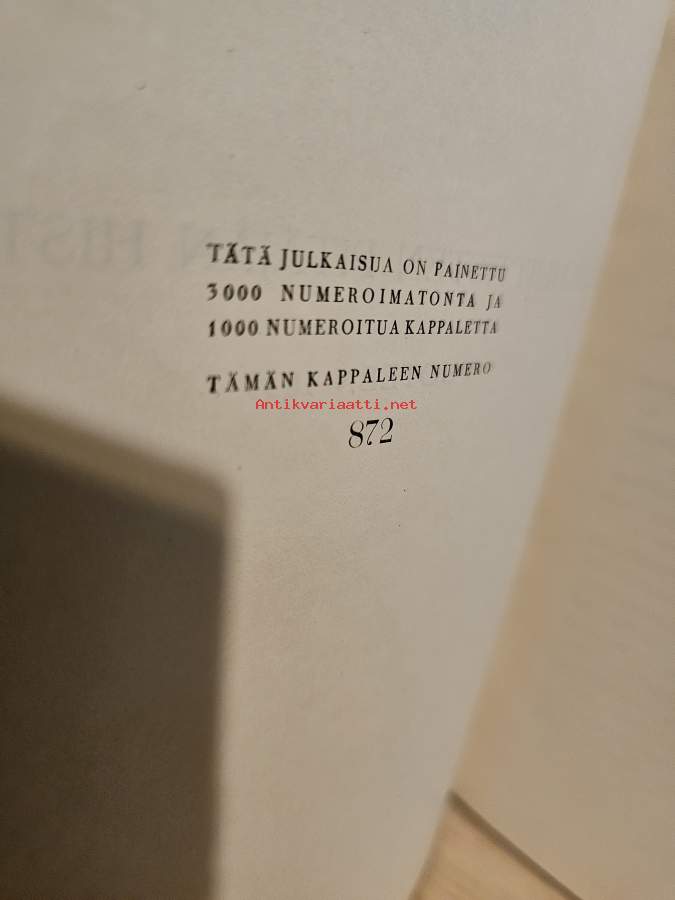 TÄTÄ JULKAISUA ON PAINETTU
3000 NUMEROIMATONTA JA
1000 NUMEROITUA KAPPALETTA
TÄMÄN KAPPALEEN NUMERO
Antikvariaatti.net
872